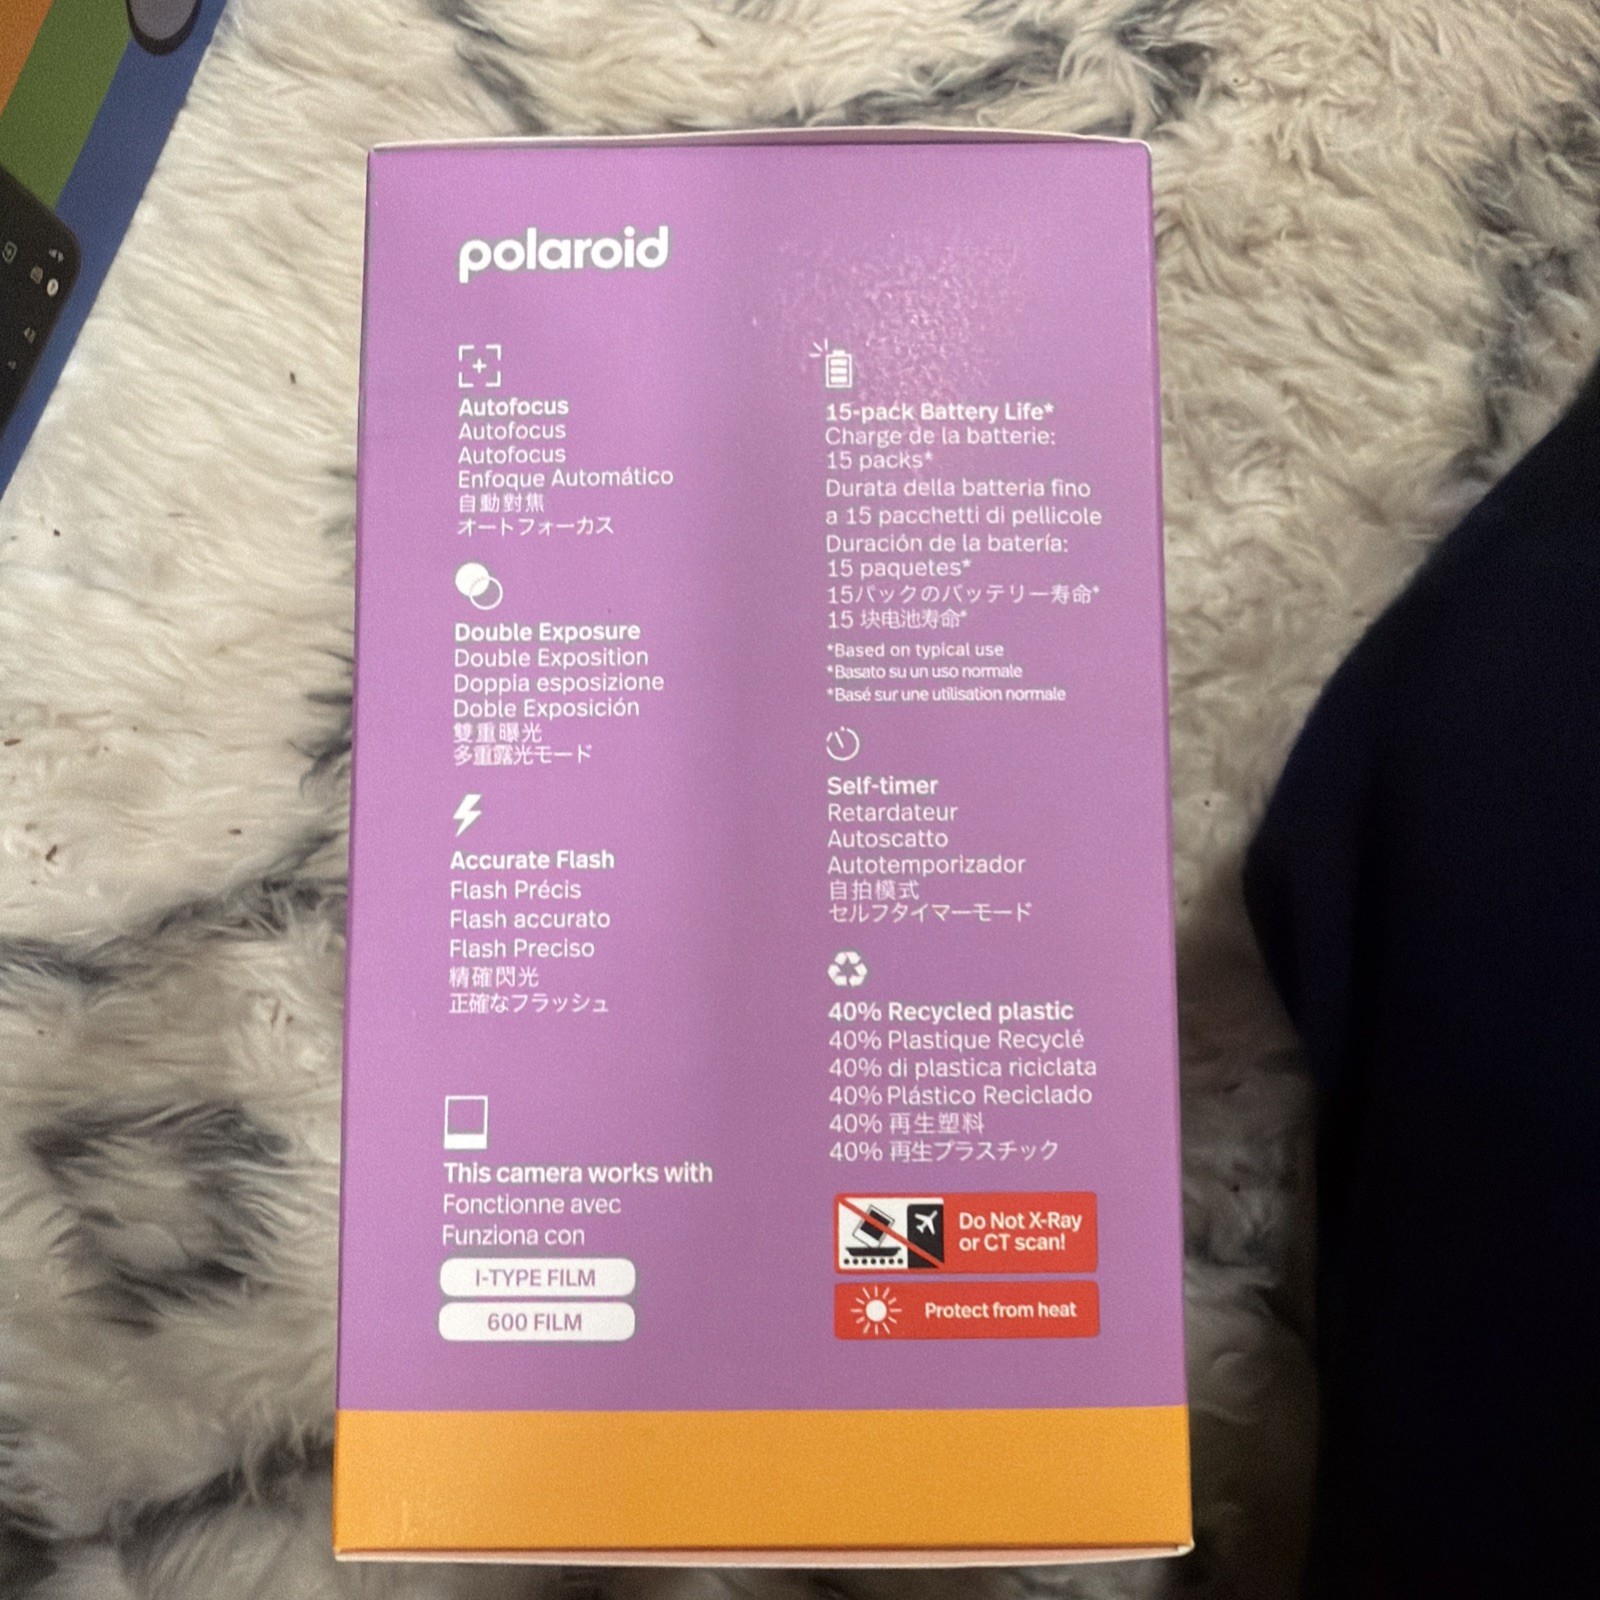 polaroid
Autofocus
Autofocus
Autofocus
Enfoque Automático
自動對焦
オートフォーカス
Double Exposure
Double Exposition
Doppia esposizione
Doble Exposición
雙重曝光
多重露光モード
Accurate Flash
Flash Précis
Flash accurato
Flash Preciso
精確閃光
正確なフラッシュ
This camera works with
Fonctionne avec
Funziona con
I-TYPE FILM
600 FILM
15-pack Battery Life*
Charge de la batterie:
15 packs*
Durata della batteria fino
a 15 pacchetti di pellicole
Duración de la batería:
15 paquetes*
15パックのバッテリー寿命*
15 块电池寿命*
*Based on typical use
*Basato su un uso normale
*Basé sur une utilisation normale
Self-timer
Retardateur
Autoscatto
Autotemporizador
自拍模式
セルフタイマーモード
40% Recycled plastic
40% Plastique Recyclé
40% di plastica riciclata
40% Plástico Reciclado
40% 再生塑料
40% 再生プラスチック
Do Not X-Ray
or CT scan!
Protect from heat